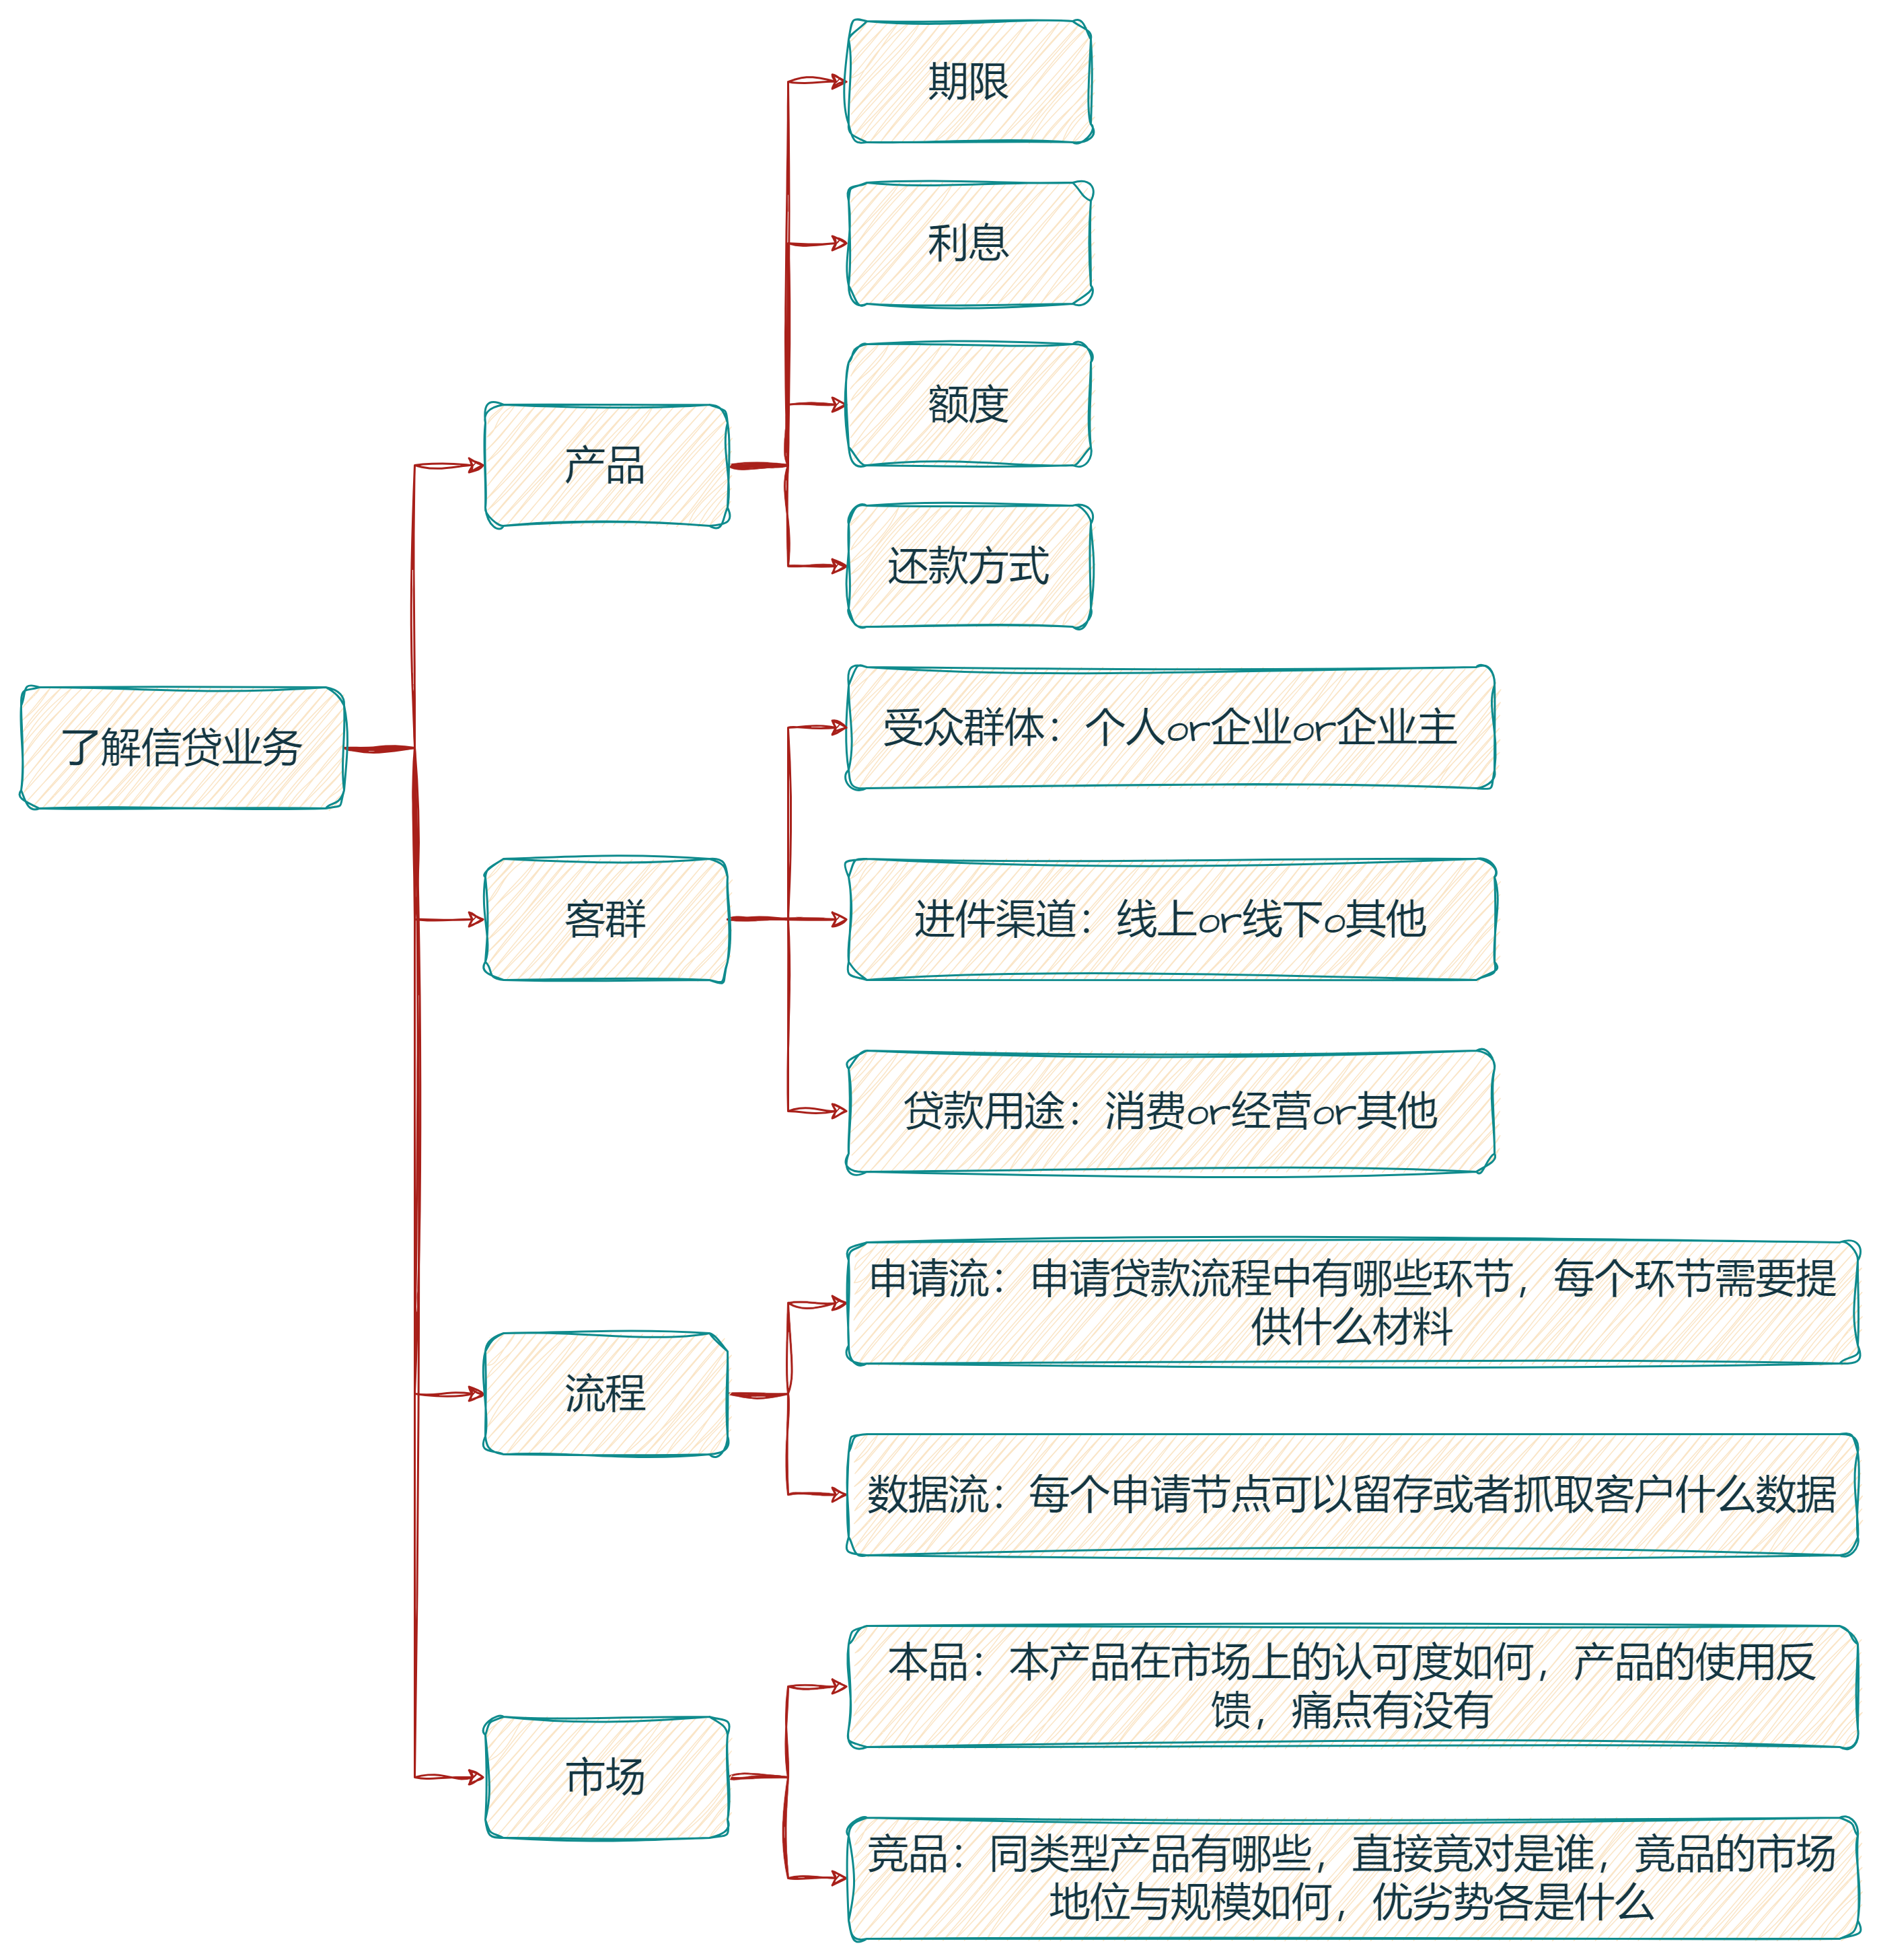 了解信贷业务
产品
期限
利息
额度
还款方式
客群
受众群体：个人or企业or企业主
进件渠道：线上or线下o其他
贷款用途：消费or经营or其他
流程
申请流：申请贷款流程中有哪些环节，每个环节需要提
供什么材料
数据流：每个申请节点可以留存或者抓取客户什么数据
市场
本品：本产品在市场上的认可度如何，产品的使用反
馈，痛点有没有
竞品：同类型产品有哪些，直接竟对是谁，竟品的市场
地位与规模如何，优劣势各是什么